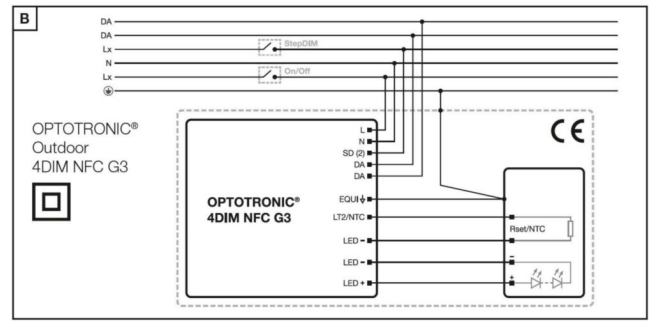 B
DA
DA
Lx
StepDIM
N
Lx
On/Off
OPTOTRONIC®
Outdoor
4DIM NFC G3
CE
L
N
SD (2)
DA
DA
OPTOTRONIC®
4DIM NFC G3
EQUI
LT2/NTC
LED -
LED -
LED +
Rset/NTC
-
+